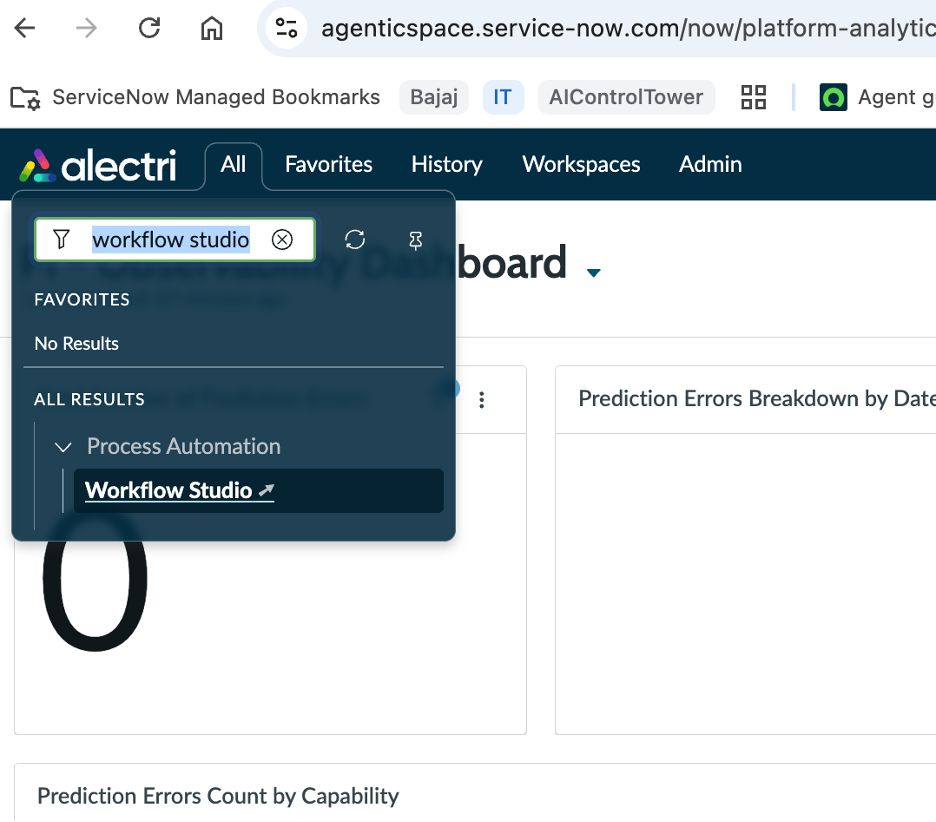 agenticspace.service-now.com/now/platform-analytic
ServiceNow Managed Bookmarks Bajaj IT AIControlTower Agent g
alectri All Favorites History Workspaces Admin
workflow studio
Dashboard
FAVORITES
No Results
ALL RESULTS
Prediction Errors Breakdown by Date
Process Automation
Workflow Studio
0
Prediction Errors Count by Capability